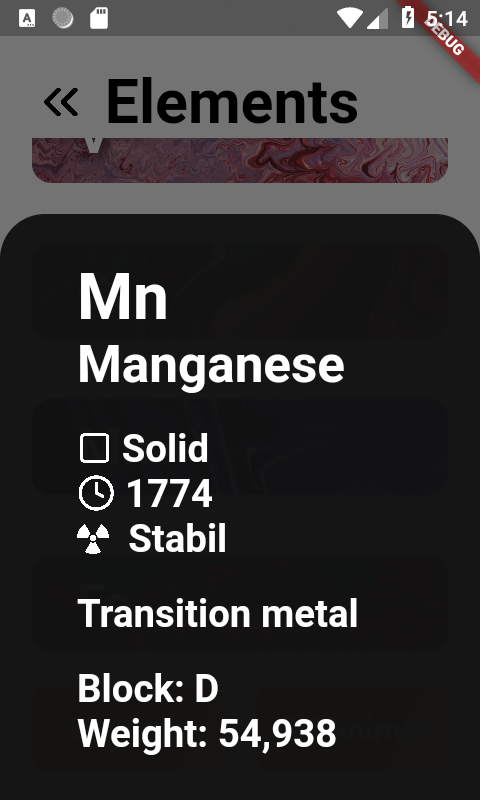 5:14
DEBUG
Elements
V
Mn
Manganese
Solid
1774
Stabil
Transition metal
Block: D
Weight: 54,938